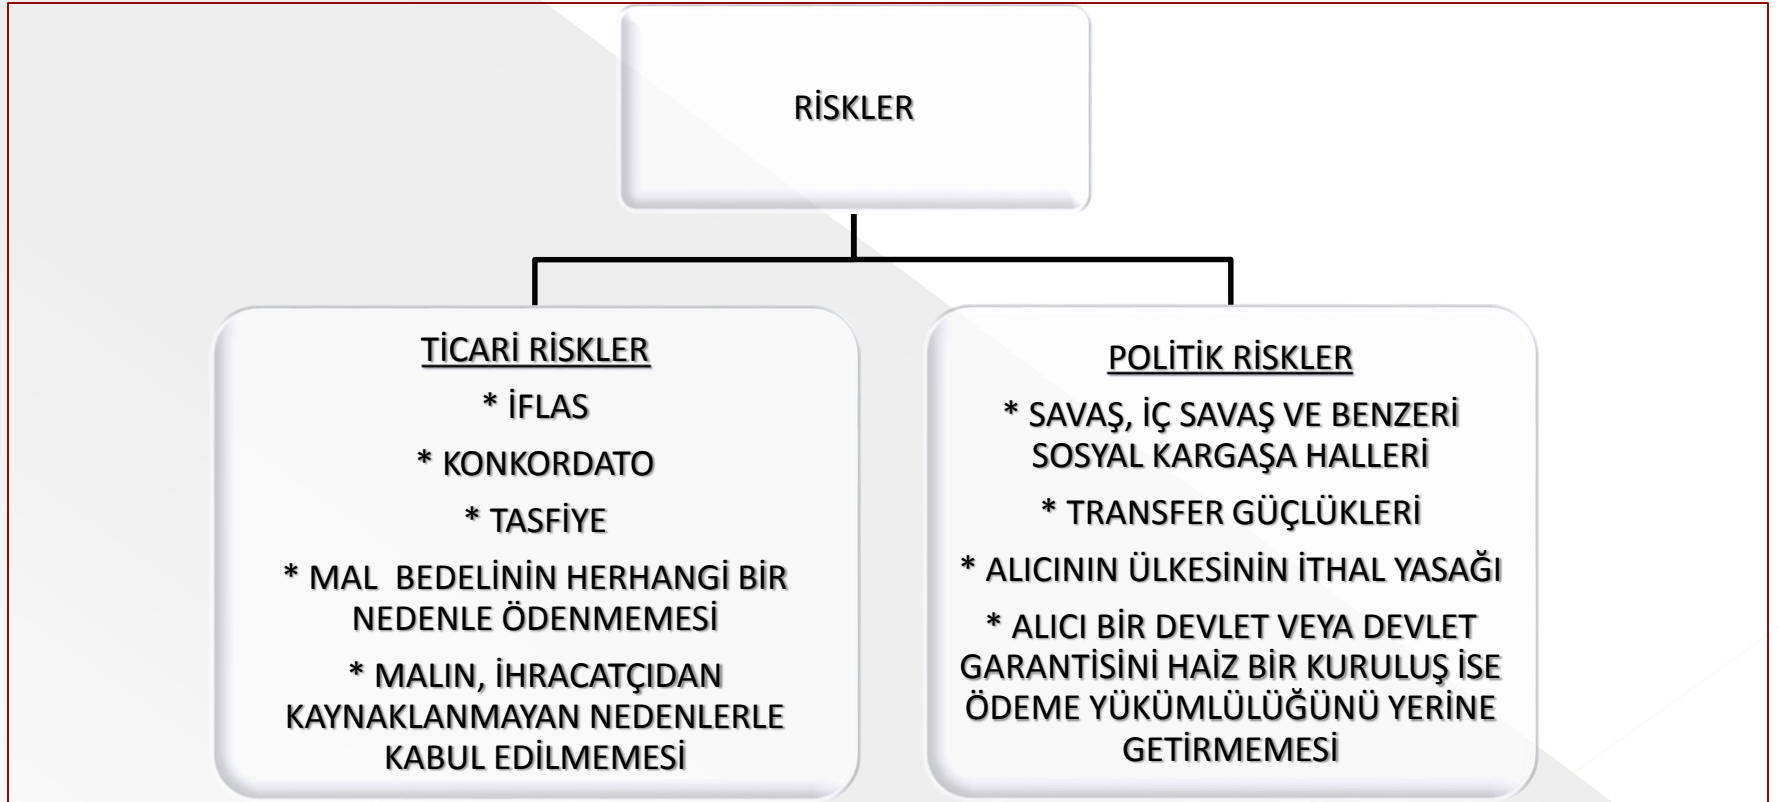 RİSKLER
TİCARİ RİSKLER
* İFLAS
* KONKORDATO
* TASFİYE
* MAL  BEDELİNİN HERHANGİ BİR
NEDENLE ÖDENMEMESİ
* MALIN, İHRACATÇIDAN
KAYNAKLANMAYAN NEDENLERLE
KABUL EDİLMEMESİ
POLİTİK RİSKLER
* SAVAŞ, İÇ SAVAŞ VE BENZERİ
SOSYAL KARGAŞA HALLERİ
* TRANSFER GÜÇLÜKLERİ
* ALICININ ÜLKESİNİN İTHAL YASAĞI
* ALICI BİR DEVLET VEYA DEVLET
GARANTİSİNİ HAİZ BİR KURULUŞ İSE
ÖDEME YÜKÜMLÜLÜĞÜNÜ YERİNE
GETİRMEMESİ